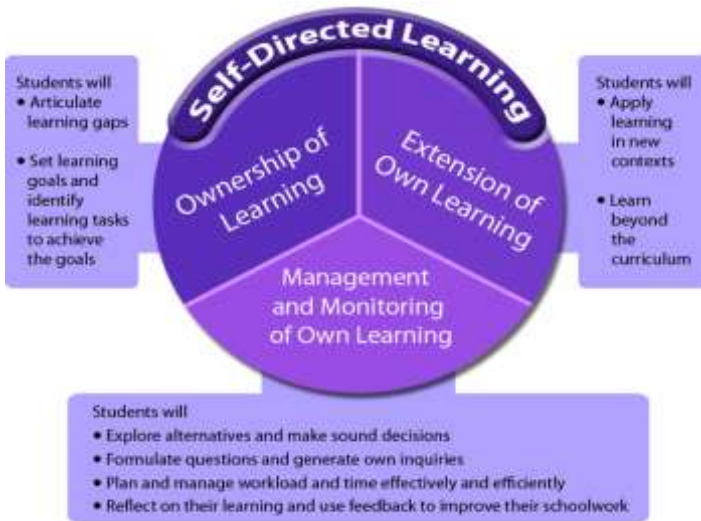 Self-Directed Learning
Students will
• Articulate
learning gaps
• Set learning
goals and
identify
learning tasks
to achieve
the goals
Ownership of
Learning
Extension of
Own Learning
Students will
• Apply
learning
in new
contexts
• Learn
beyond
the
curriculum
Management
and Monitoring
of Own Learning
Students will
• Explore alternatives and make sound decisions
• Formulate questions and generate own inquiries
• Plan and manage workload and time effectively and efficiently
• Reflect on their learning and use feedback to improve their schoolwork